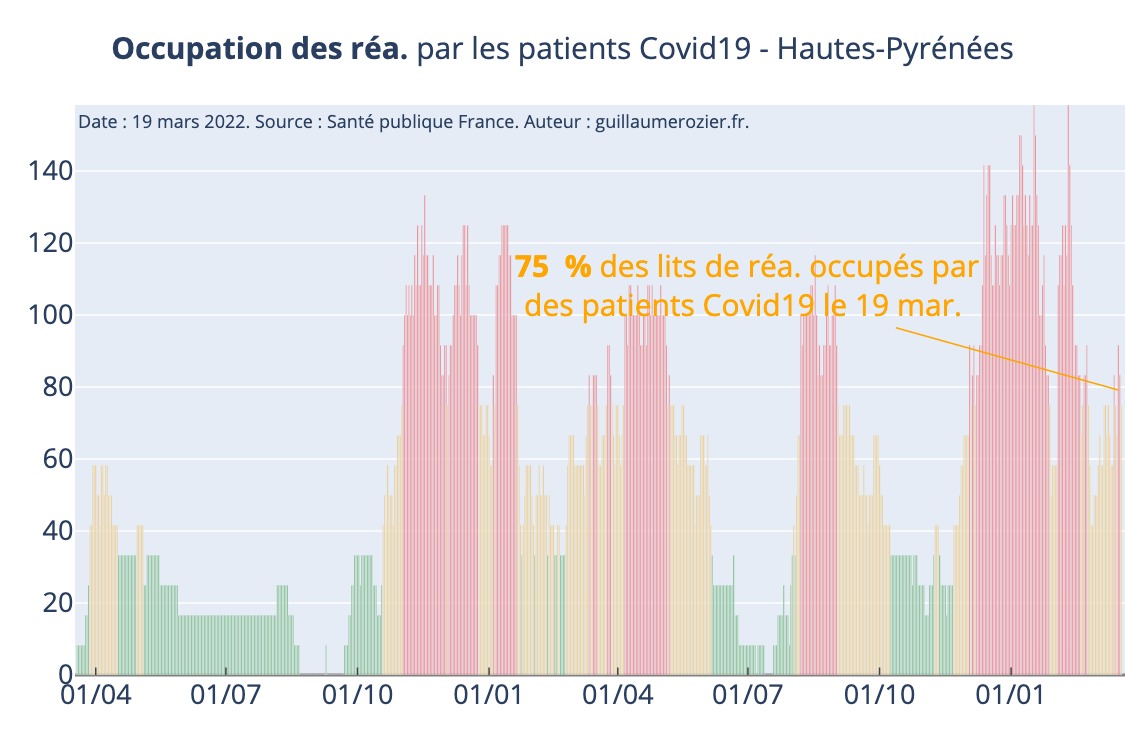 Occupation des réa. par les patients Covid19 - Hautes-Pyrénées
Date : 19 mars 2022. Source : Santé publique France. Auteur : guillaumerozier.fr.
140
120
75 % des lits de réa. occupés par
des patients Covid19 le 19 mar.
100
80
60
40
20
0
01/04 01/07 01/10 01/01 01/04 01/07 01/10 01/01